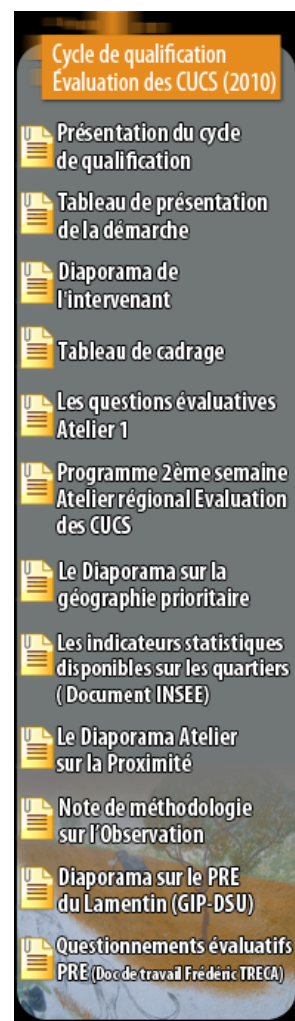 Cycle de qualification
Évaluation des CUCS (2010)
Présentation du cycle
de qualification
Tableau de présentation
de la démarche
Diaporama de
l'intervenant
Tableau de cadrage
Les questions évaluatives
Atelier 1
Programme 2ème semaine
Atelier régional Evaluation
des CUCS
Le Diaporama sur la
géographie prioritaire
Les indicateurs statistiques
disponibles sur les quartiers
( Document INSEE)
Le Diaporama Atelier
sur la Proximité
Note de méthodologie
sur l'Observation
Diaporama sur le PRE
du Lamentin (GIP-DSU)
Questionnements évaluatifs
PRE (Doc de travail Frédéric TRECA)